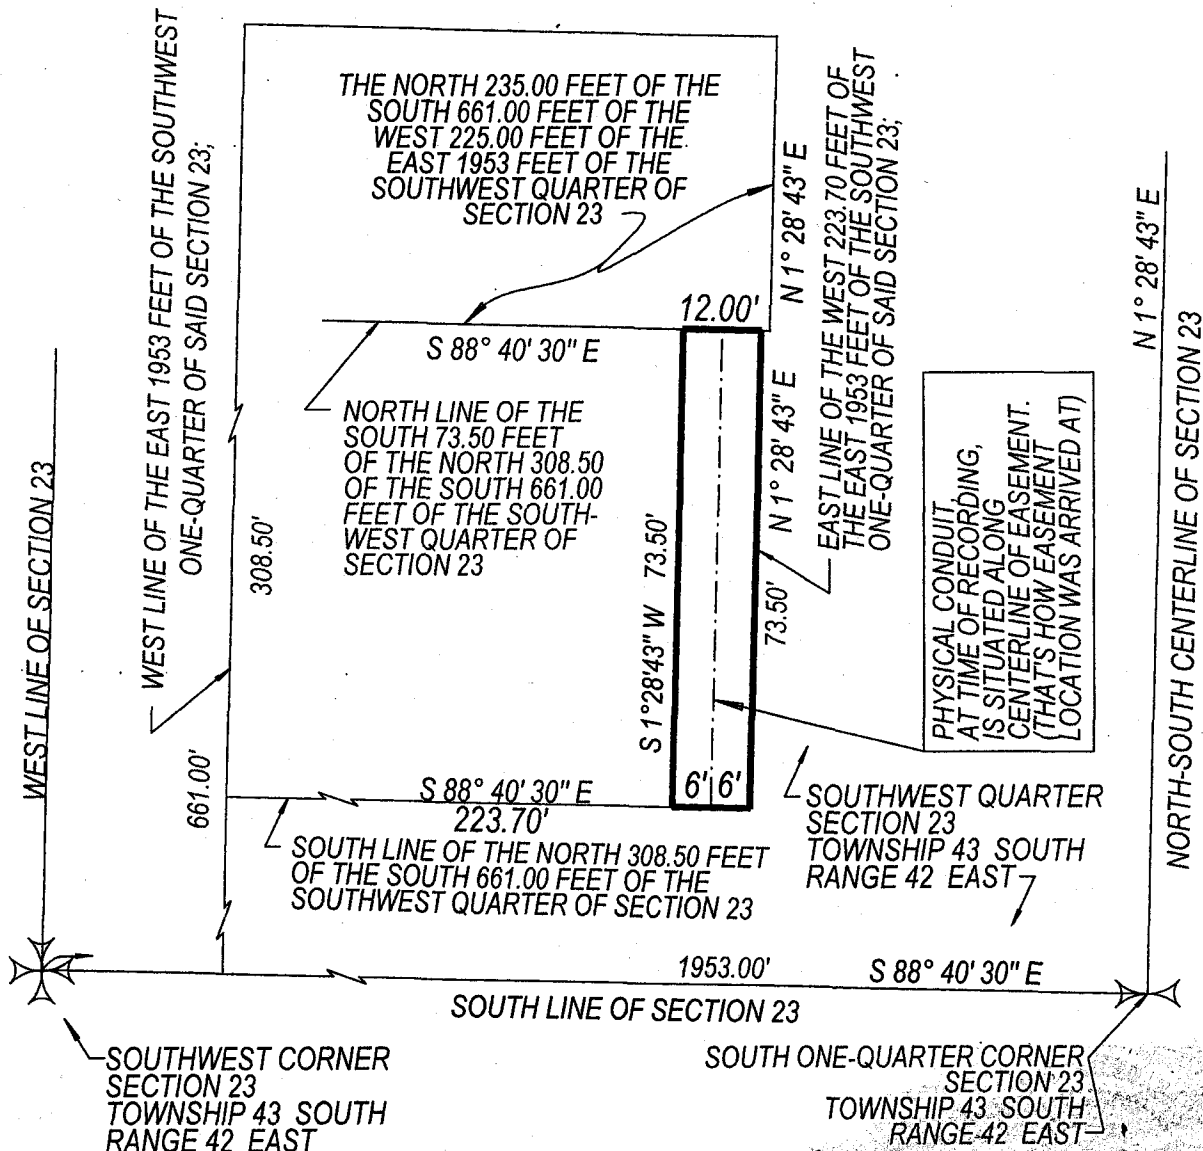 WEST LINE OF THE EAST 1953 FEET OF THE SOUTHWEST
ONE-QUARTER OF SAID SECTION 23;
THE NORTH 235.00 FEET OF THE
SOUTH 661.00 FEET OF THE
WEST 225.00 FEET OF THE
EAST 1953 FEET OF THE
SOUTHWEST QUARTER OF
SECTION 23
N 1° 28' 43" E
EAST LINE OF THE WEST 223.70 FEET OF
THE EAST 1953 FEET OF THE SOUTHWEST
ONE-QUARTER OF SAID SECTION 23;
N 1° 28' 43" E
NORTH-SOUTH CENTERLINE OF SECTION 23
12.00'
S 88° 40' 30" E
NORTH LINE OF THE
SOUTH 73.50 FEET
OF THE NORTH 308.50
OF THE SOUTH 661.00
FEET OF THE SOUTH-
WEST QUARTER OF
SECTION 23
N 1° 28' 43" E
73.50'
S 1°28'43" W 73.50'
308.50'
WEST LINE OF SECTION 23
661.00'
PHYSICAL CONDUIT,
AT TIME OF RECORDING,
IS SITUATED ALONG
CENTERLINE OF EASEMENT.
(THAT'S HOW EASEMENT
LOCATION WAS ARRIVED AT)
6' 6'
S 88° 40' 30" E
223.70'
SOUTH LINE OF THE NORTH 308.50 FEET
OF THE SOUTH 661.00 FEET OF THE
SOUTHWEST QUARTER OF SECTION 23
SOUTHWEST QUARTER
SECTION 23
TOWNSHIP 43 SOUTH
RANGE 42 EAST
1953.00' S 88° 40' 30" E
SOUTH LINE OF SECTION 23
SOUTHWEST CORNER
SECTION 23
TOWNSHIP 43 SOUTH
RANGE 42 EAST
SOUTH ONE-QUARTER CORNER
SECTION 23
TOWNSHIP 43 SOUTH
RANGE 42 EAST